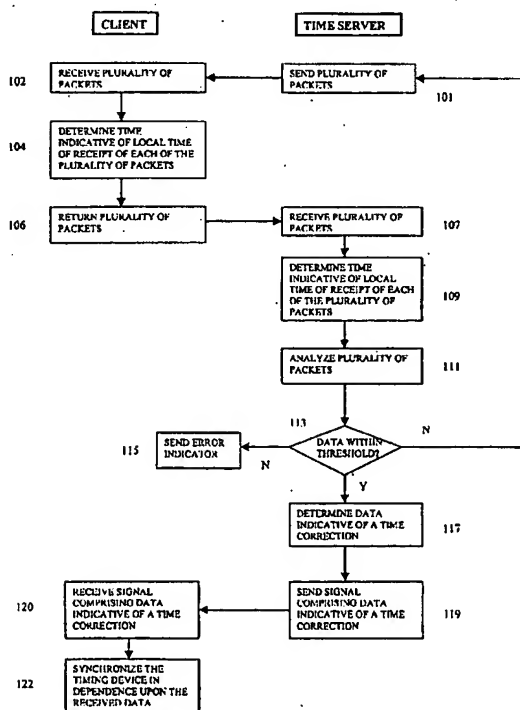 CLIENT
TIME SERVER
102
RECEIVE PLURALITY OF
PACKETS
SEND PLURALITY OF
PACKETS
101
104
DETERMINE TIME
INDICATIVE OF LOCAL TIME
OF RECEIPT OF EACH OF THE
PLURALITY OF PACKETS
106
RETURN PLURALITY OF
PACKETS
RECEIVE PLURALITY OF
PACKETS
107
DETERMINE TIME
INDICATIVE OF LOCAL
TIME OF RECEIPT OF EACH
OF THE PLURALITY OF
PACKETS
109
ANALYZE PLURALITY OF
PACKETS
111
113
115
SEND ERROR
INDICATOR
N
DATA WITHIN
THRESHOLD?
N
Y
DETERMINE DATA
INDICATIVE OF A TIME
CORRECTION
117
120
RECEIVE SIGNAL
COMPRISING DATA
INDICATIVE OF A TIME
CORRECTION
SEND SIGNAL
COMPRISING DATA
INDICATIVE OF A TIME
CORRECTION
119
122
SYNCHRONIZE THE
TIMING DEVICE IN
DEPENDENCE UPON THE
RECEIVED DATA